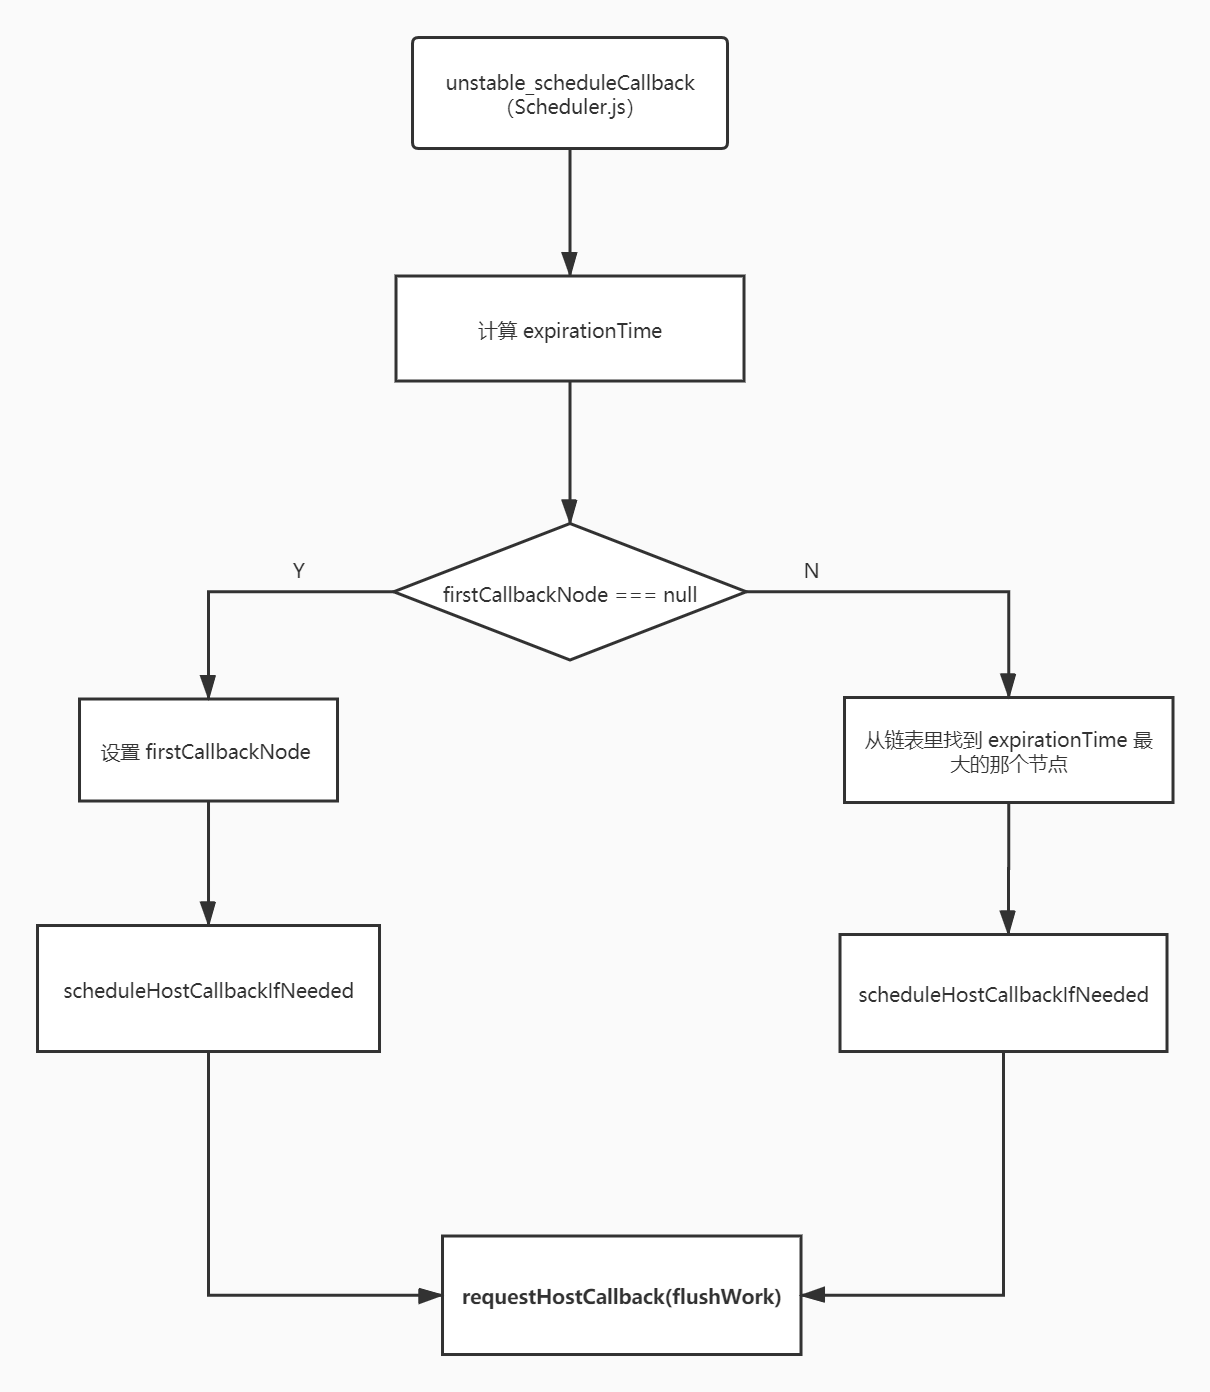 unstable_scheduleCallback
（Scheduler.js）
计算 expirationTime
Y
N
firstCallbackNode === null
设置 firstCallbackNode
从链表里找到 expirationTime 最
大的那个节点
scheduleHostCallbackIfNeeded
scheduleHostCallbackIfNeeded
requestHostCallback(flushWork)